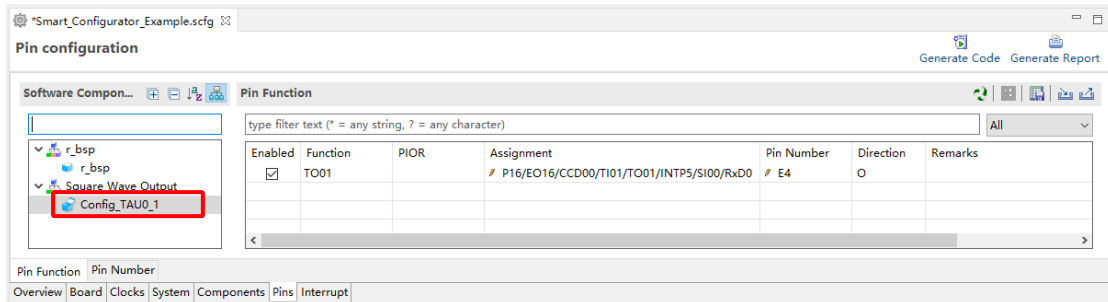 *Smart_Configurator_Example.scfg
Pin configuration
Generate Code Generate Report
Software Compon...
Pin Function
type filter text (* = any string, ? = any character)
All
r_bsp
r_bsp
Square Wave Output
Config_TAU0_1
Enabled Function PIOR Assignment Pin Number Direction Remarks
TO01 P16/EO16/CCD00/TI01/TO01/INTP5/SI00/RxD0 E4 O
Pin Function Pin Number
Overview Board Clocks System Components Pins Interrupt